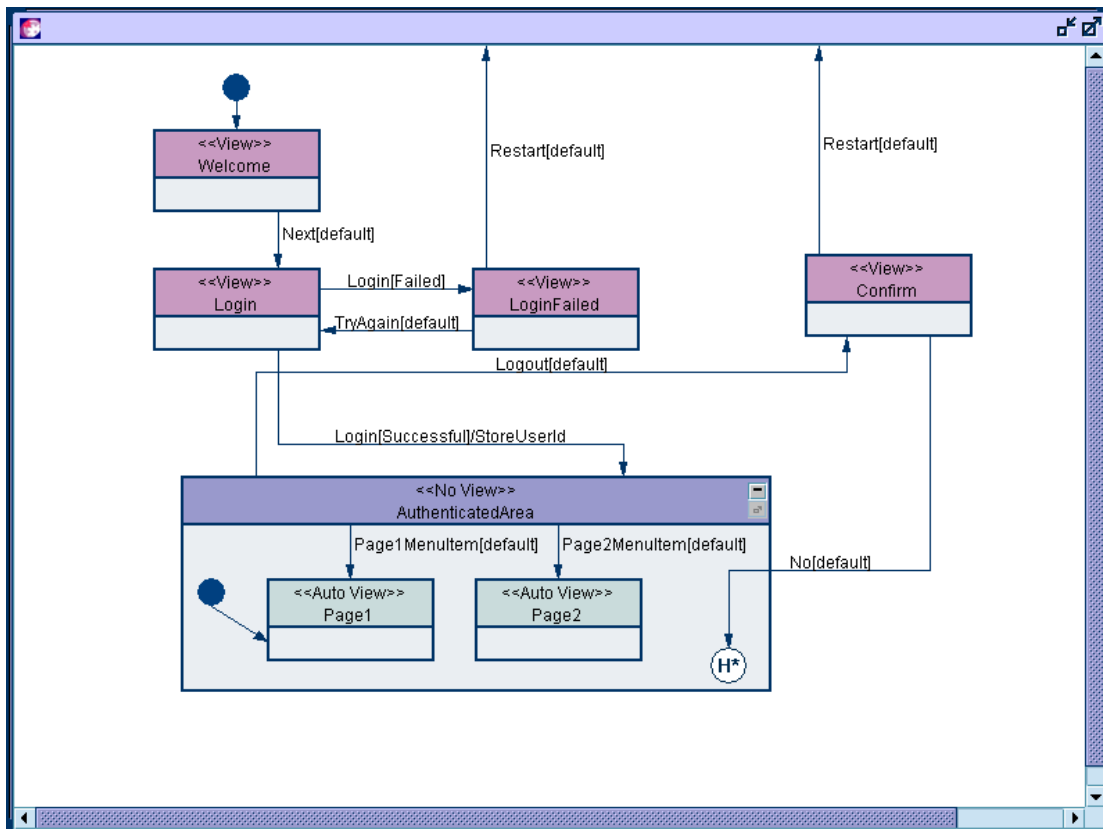 <<View>>
Welcome
Restart[default]
Restart[default]
Next[default]
<<View>>
Login
Login[Failed]
TryAgain[default]
<<View>>
LoginFailed
<<View>>
Confirm
Logout[default]
Login[Successful]/StoreUserId
<<No View>>
AuthenticatedArea
Page1MenuItem[default]
Page2MenuItem[default]
No[default]
<<Auto View>>
Page1
<<Auto View>>
Page2
H*